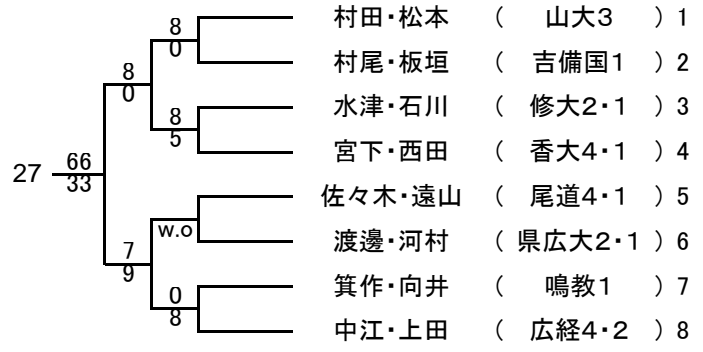 村田・松本 ( 山大3 ) 1
8
0
村尾・板垣 ( 吉備国1 ) 2
8
0
水津・石川 ( 修大2・1 ) 3
8
5
宮下・西田 ( 香大4・1 ) 4
27
66
33
佐々木・遠山 ( 尾道4・1 ) 5
w.o
渡邊・河村 ( 県広大2・1 ) 6
7
9
箕作・向井 ( 鳴教1 ) 7
0
8
中江・上田 ( 広経4・2 ) 8